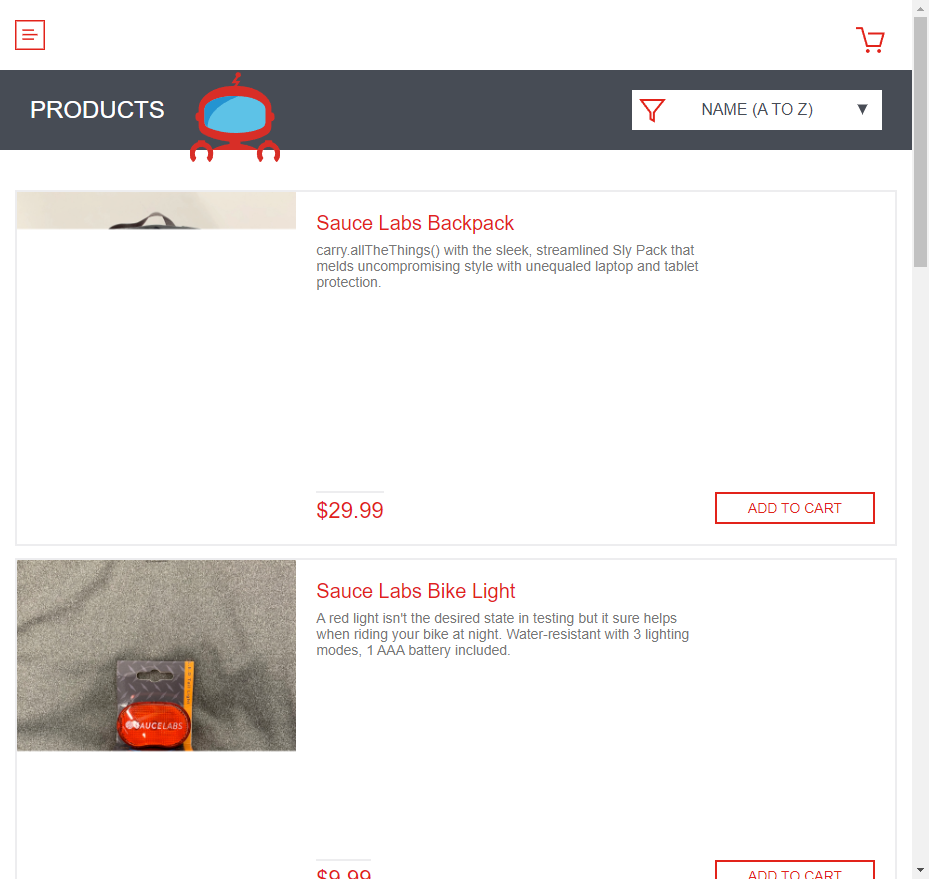 PRODUCTS
NAME (A TO Z)
Sauce Labs Backpack
carry.allTheThings() with the sleek, streamlined Sly Pack that
melds uncompromising style with unequaled laptop and tablet
protection.
$29.99
ADD TO CART
Sauce Labs Bike Light
A red light isn't the desired state in testing but it sure helps
when riding your bike at night. Water-resistant with 3 lighting
modes, 1 AAA battery included.
SAUCELABS
$9.99
ADD TO CART